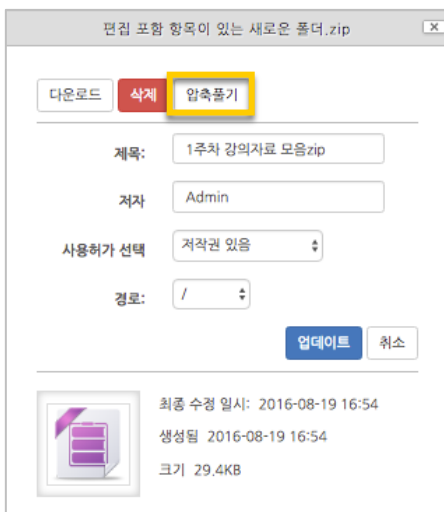 편집 포함 항목이 있는 새로운 폴더.zip
다운로드 삭제 압축풀기
제목: 1주차 강의자료 모음zip
저자 Admin
사용허가 선택 저작권 있음
경로: /
업데이트 취소
최종 수정 일시: 2016-08-19 16:54
생성됨 2016-08-19 16:54
크기 29.4KB